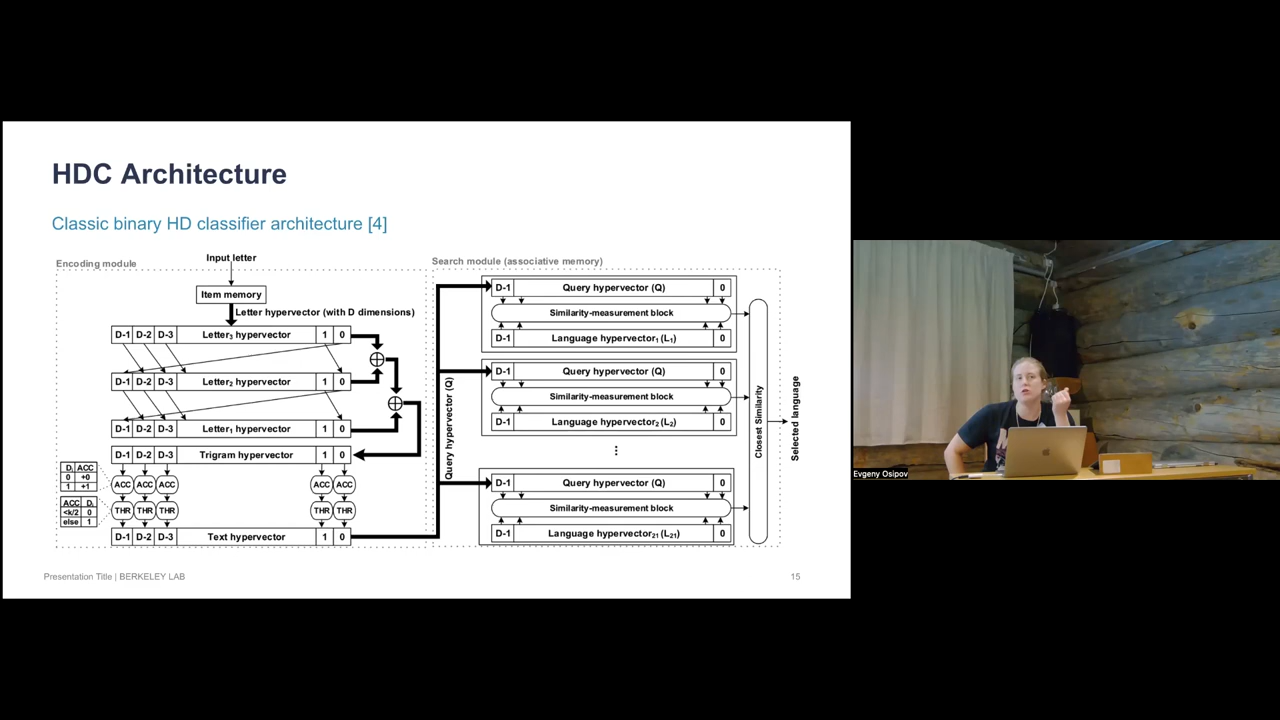 HDC Architecture
Classic binary HD classifier architecture [4]
Encoding module
Input letter
Item memory
Letter hypervector (with D dimensions)
D-1 D-2 D-3 Letter₃ hypervector 1 0
D-1 D-2 D-3 Letter₂ hypervector 1 0
D-1 D-2 D-3 Letter₁ hypervector 1 0
D-1 D-2 D-3 Trigram hypervector 1 0
Dᵢ ACC
0 +0
1 +1
ACC ACC ACC ACC ACC
ACC Dᵢ
<k/2 0
else 1
THR THR THR THR THR
D-1 D-2 D-3 Text hypervector 1 0
Query hypervector (Q)
Search module (associative memory)
D-1 Query hypervector (Q) 0
Similarity-measurement block
D-1 Language hypervector₁ (L₁) 0
D-1 Query hypervector (Q) 0
Similarity-measurement block
D-1 Language hypervector₂ (L₂) 0
D-1 Query hypervector (Q) 0
Similarity-measurement block
D-1 Language hypervector₂₁ (L₂₁) 0
Closest Similarity
Selected language
Presentation Title | BERKELEY LAB
15
Evgeny Osipov